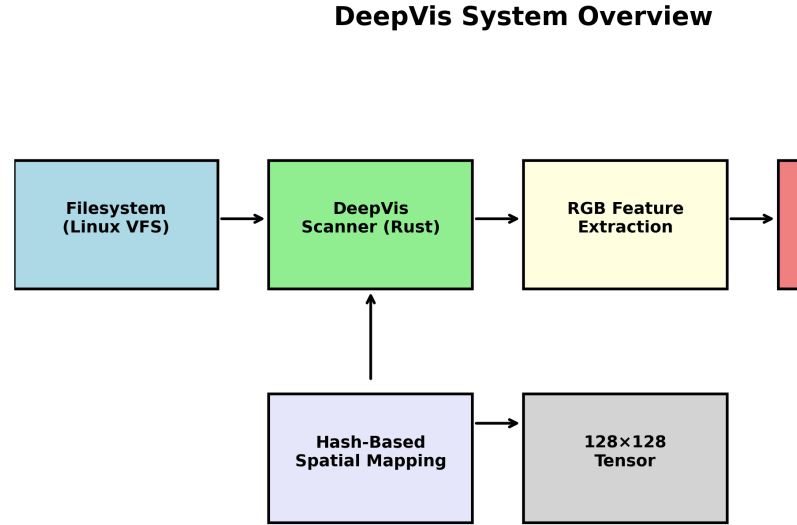 DeepVis System Overview
Filesystem
(Linux VFS)
DeepVis
Scanner (Rust)
RGB Feature
Extraction
Hash-Based
Spatial Mapping
128×128
Tensor